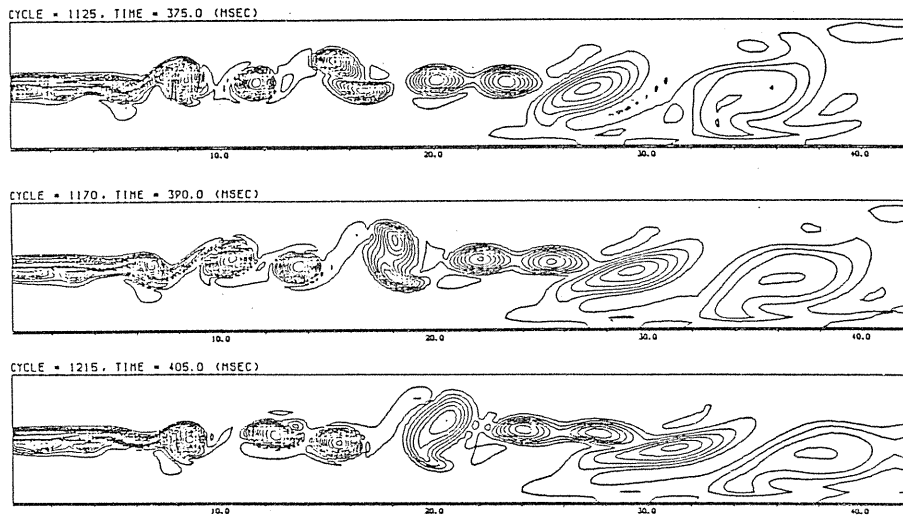 CYCLE = 1125, TIME = 375.0 (MSEC)
10.0 20.0 30.0 40.0
CYCLE = 1170, TIME = 390.0 (MSEC)
10.0 20.0 30.0 40.0
CYCLE = 1215, TIME = 405.0 (MSEC)
10.0 20.0 30.0 40.0